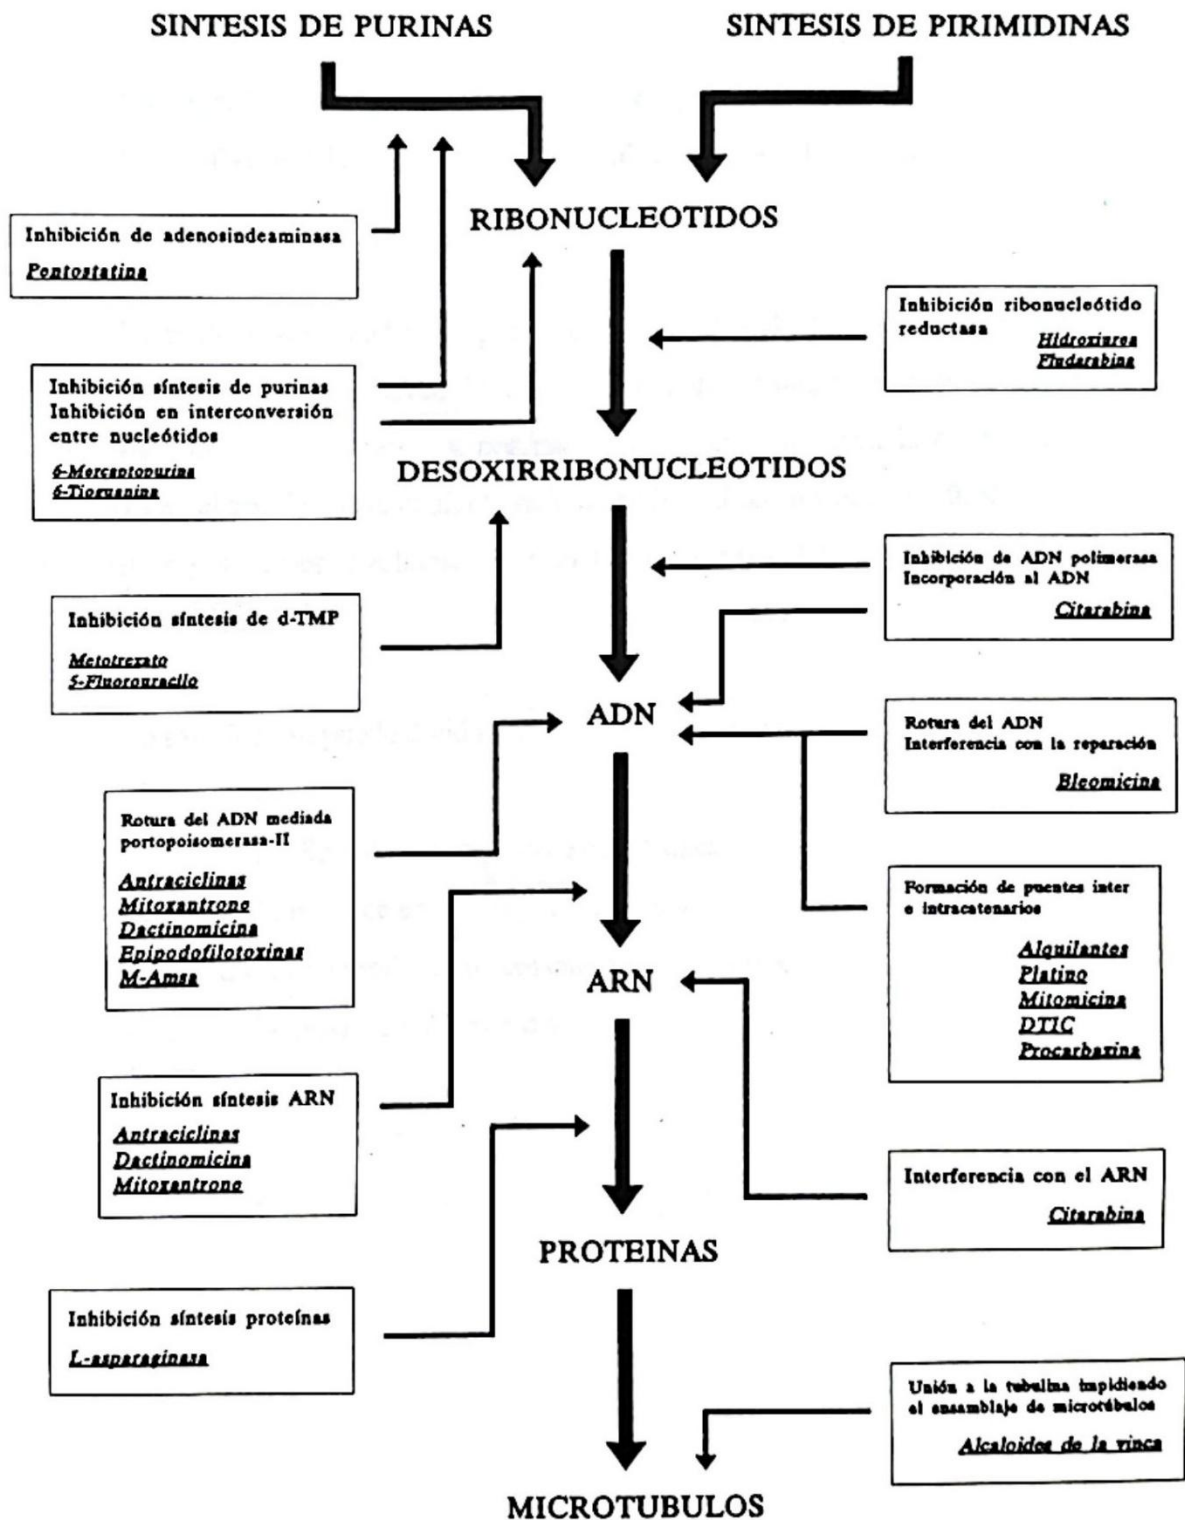 SINTESIS DE PURINAS
SINTESIS DE PIRIMIDINAS
RIBONUCLEOTIDOS
Inhibición de adenosindeaminasa
Pentostatina
Inhibición ribonucleótido
reductasa
Hidroxiurea
Fludarabina
Inhibición síntesis de purinas
Inhibición en interconversión
entre nucleótidos
6-Mercaptopurina
6-Tioguanina
DESOXIRRIBONUCLEOTIDOS
Inhibición de ADN polimerasa
Incorporación al ADN
Citarabina
Inhibición síntesis de d-TMP
Metotrexato
5-Fluorouracilo
ADN
Rotura del ADN
Interferencia con la reparación
Bleomicina
Rotura del ADN mediada
portopoisomerasa-II
Antraciclinas
Mitoxantrono
Dactinomicina
Epipodofilotoxinas
M-Amsa
Formación de puentes inter
e intracatenarios
Alquilantes
Platino
Mitomicina
DTIC
Procarbazina
ARN
Inhibición síntesis ARN
Antraciclinas
Dactinomicina
Mitoxantrono
Interferencia con el ARN
Citarabina
PROTEINAS
Inhibición síntesis proteínas
L-asparaginasa
Unión a la tubulina impidiendo
el ensamblaje de microtúbulos
Alcaloides de la vinca
MICROTUBULOS